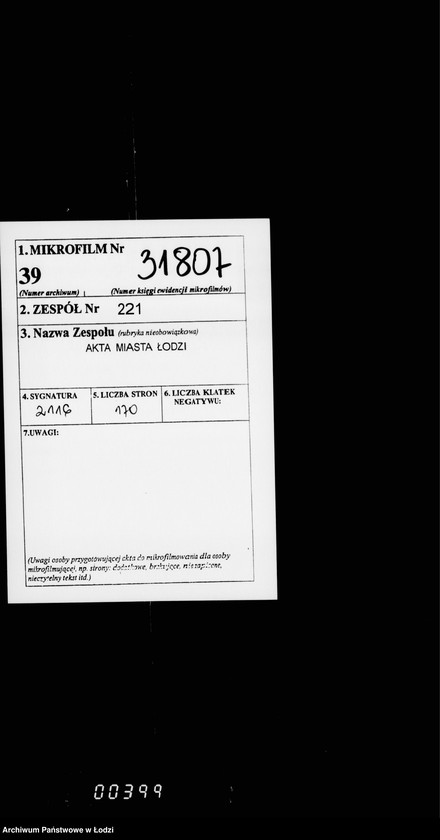 1. MIKROFILM Nr
31807
39
(Numer archiwum) (Numer księgi ewidencji mikrofilmów)
2. ZESPÓŁ Nr 221
3. Nazwa Zespołu (rubryka nieobowiązkowa)
AKTA MIASTA ŁODZI
4. SYGNATURA 5. LICZBA STRON 6. LICZBA KLATEK
NEGATYWU:
2116 170
7.UWAGI:
(Uwagi osoby przygotowującej akta do mikrofilmowania dla osoby
mikrofilmującej, np. strony: dodatkowe, brakujące, niezapisane,
nieczytelny tekst itd.)
00399
Archiwum Państwowe w Łodzi